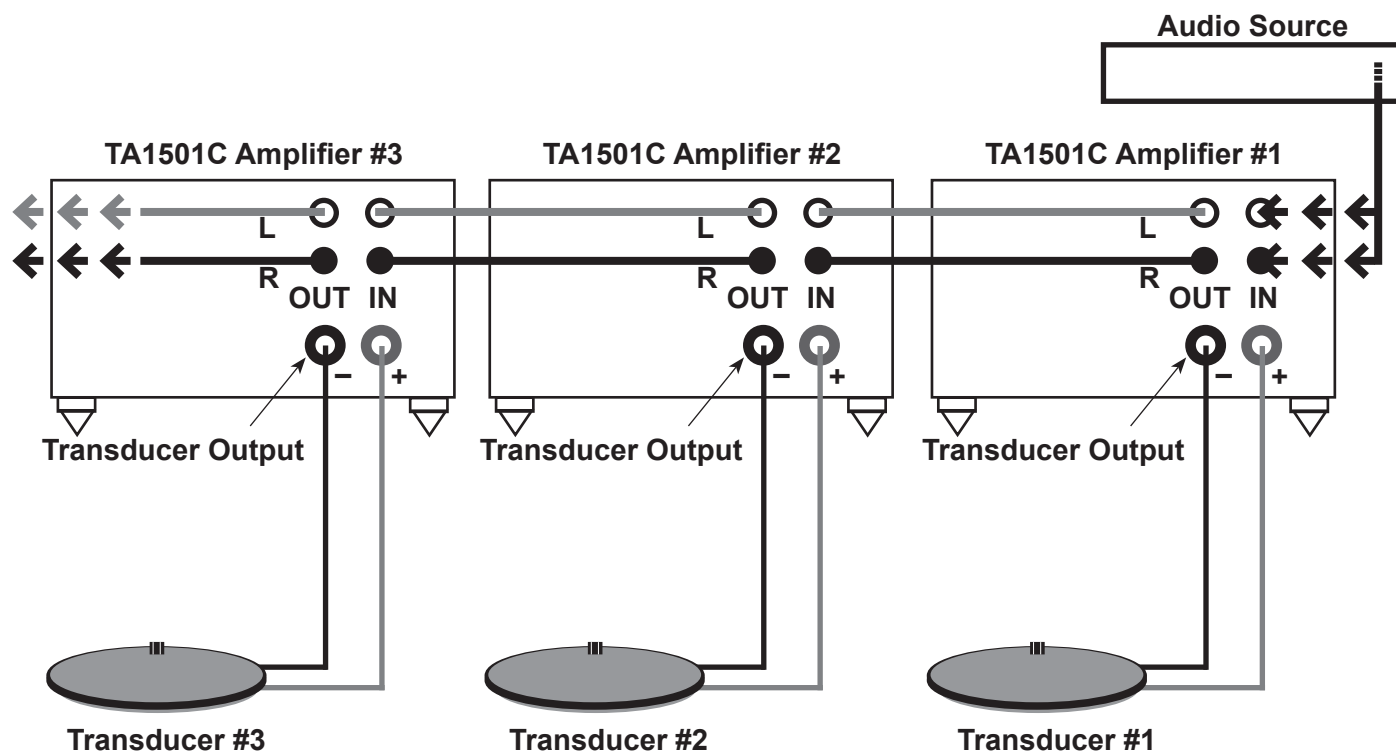 Audio Source
TA1501C Amplifier #3
TA1501C Amplifier #2
TA1501C Amplifier #1
L
R
OUT IN
− +
L
R
OUT IN
− +
L
R
OUT IN
− +
Transducer Output
Transducer Output
Transducer Output
Transducer #3
Transducer #2
Transducer #1